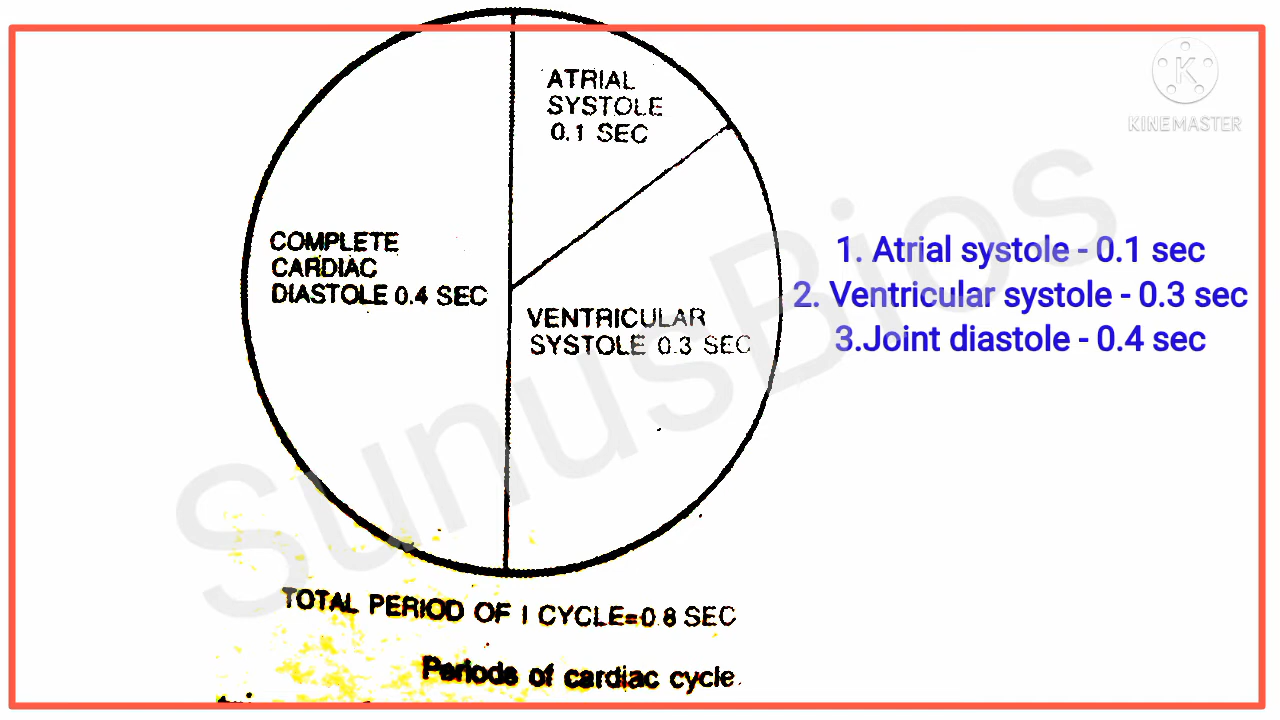 ATRIAL
SYSTOLE
0.1 SEC
COMPLETE
CARDIAC
DIASTOLE 0.4 SEC
VENTRICULAR
SYSTOLE 0.3 SEC
TOTAL PERIOD OF I CYCLE=0.8 SEC
Periods of cardiac cycle.
1. Atrial systole - 0.1 sec
2. Ventricular systole - 0.3 sec
3.Joint diastole - 0.4 sec
K
KINEMASTER
SunusBios